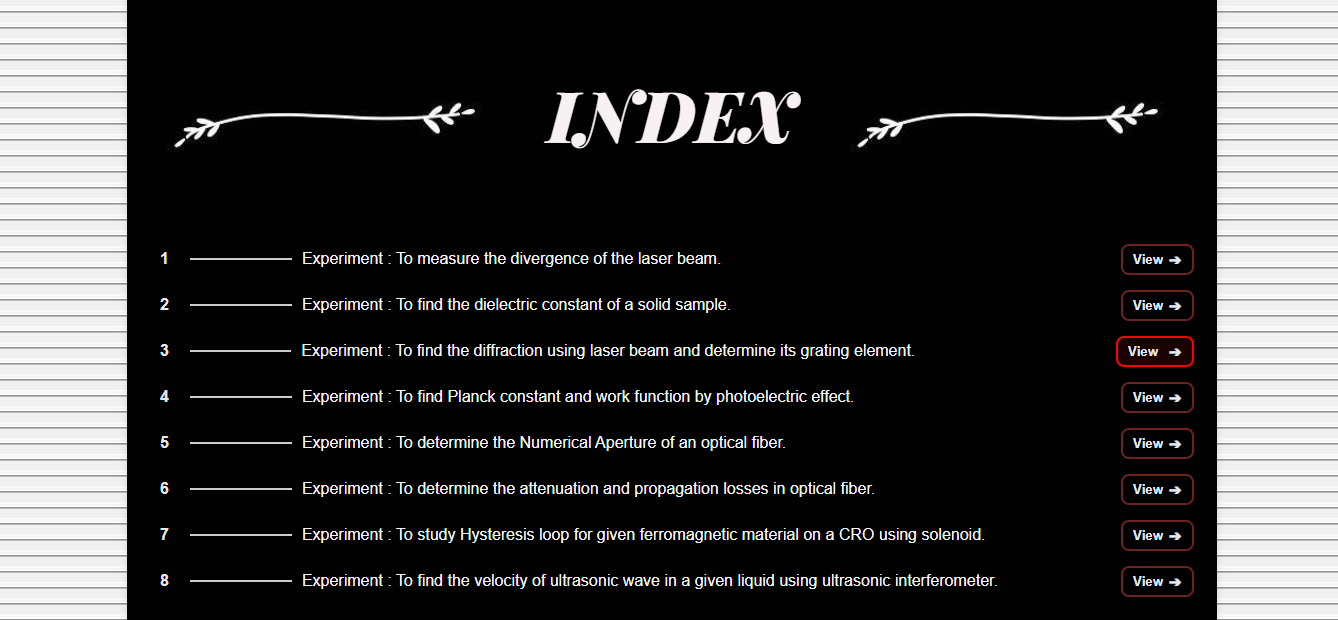 INDEX
1 Experiment : To measure the divergence of the laser beam. View ➔
2 Experiment : To find the dielectric constant of a solid sample. View ➔
3 Experiment : To find the diffraction using laser beam and determine its grating element. View ➔
4 Experiment : To find Planck constant and work function by photoelectric effect. View ➔
5 Experiment : To determine the Numerical Aperture of an optical fiber. View ➔
6 Experiment : To determine the attenuation and propagation losses in optical fiber. View ➔
7 Experiment : To study Hysteresis loop for given ferromagnetic material on a CRO using solenoid. View ➔
8 Experiment : To find the velocity of ultrasonic wave in a given liquid using ultrasonic interferometer. View ➔